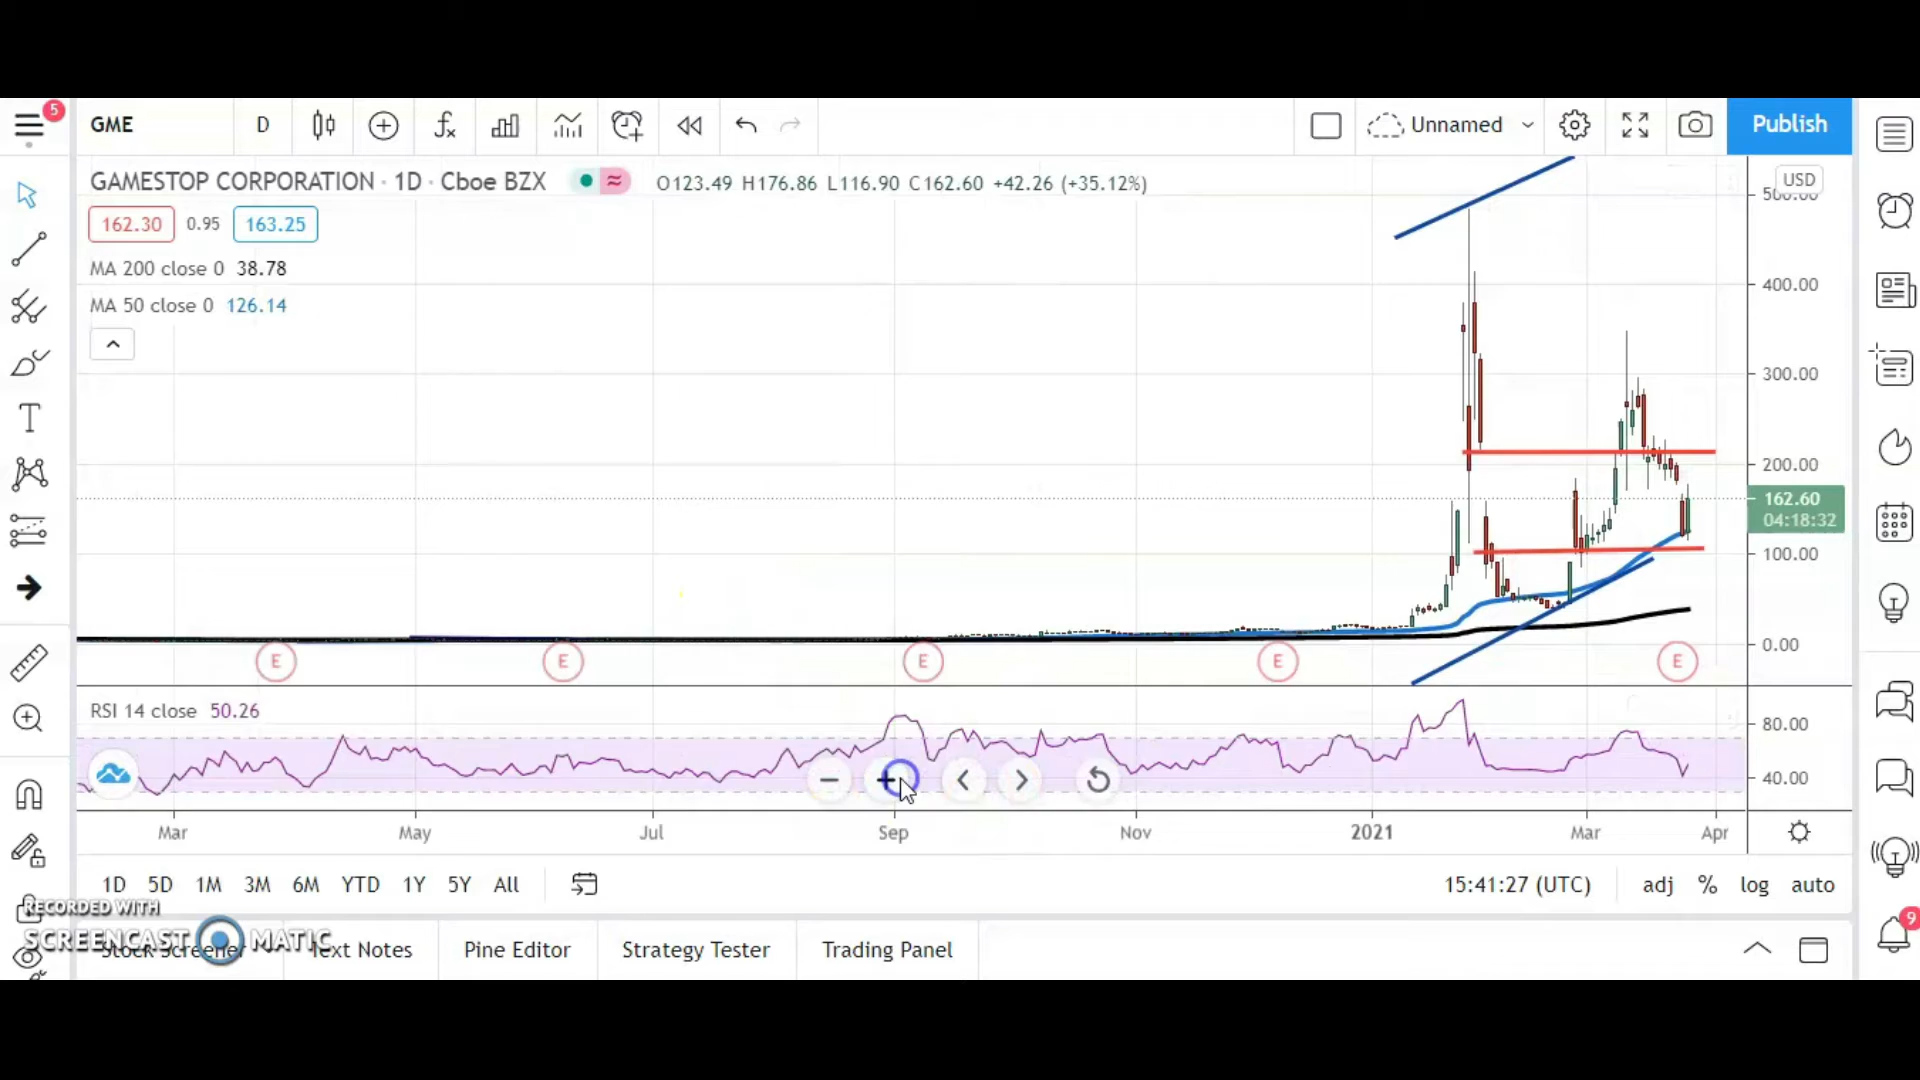 5
GME D Unnamed Publish
GAMESTOP CORPORATION · 1D · Cboe BZX O123.49 H176.86 L116.90 C162.60 +42.26 (+35.12%)
USD
500.00
162.30 0.95 163.25
MA 200 close 0 38.78
MA 50 close 0 126.14
400.00
300.00
200.00
162.60
04:18:32
100.00
0.00
E E E E E
RSI 14 close 50.26
80.00
40.00
Mar May Jul Sep Nov 2021 Mar Apr
1D 5D 1M 3M 6M YTD 1Y 5Y All 15:41:27 (UTC) adj % log auto
RECORDED WITH
SCREENCAST MATIC
9
Stock Screener Text Notes Pine Editor Strategy Tester Trading Panel